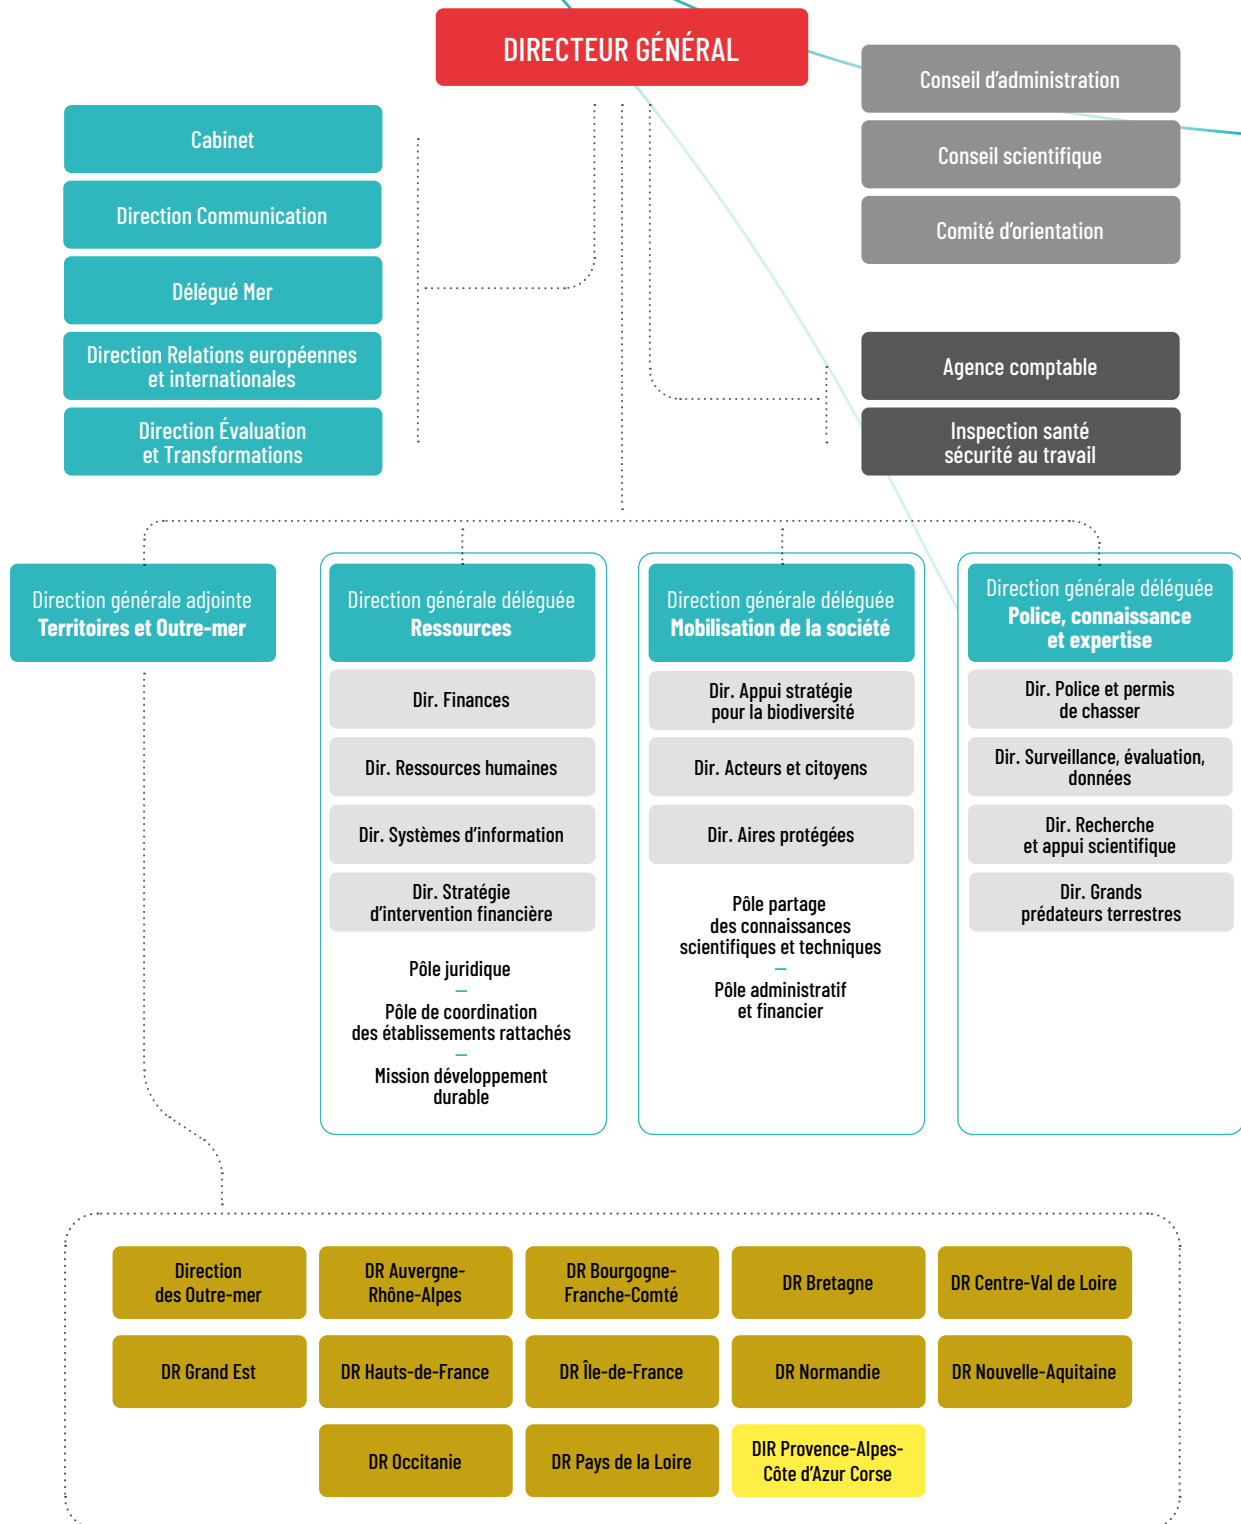 DIRECTEUR GÉNÉRAL
Conseil d'administration
Conseil scientifique
Comité d'orientation
Cabinet
Direction Communication
Délégué Mer
Direction Relations européennes
et internationales
Direction Évaluation
et Transformations
Agence comptable
Inspection santé
sécurité au travail
Direction générale adjointe
Territoires et Outre-mer
Direction générale déléguée
Ressources
Dir. Finances
Dir. Ressources humaines
Dir. Systèmes d'information
Dir. Stratégie
d'intervention financière
Pôle juridique
—
Pôle de coordination
des établissements rattachés
—
Mission développement
durable
Direction générale déléguée
Mobilisation de la société
Dir. Appui stratégie
pour la biodiversité
Dir. Acteurs et citoyens
Dir. Aires protégées
Pôle partage
des connaissances
scientifiques et techniques
—
Pôle administratif
et financier
Direction générale déléguée
Police, connaissance
et expertise
Dir. Police et permis
de chasser
Dir. Surveillance, évaluation,
données
Dir. Recherche
et appui scientifique
Dir. Grands
prédateurs terrestres
Direction
des Outre-mer
DR Auvergne-
Rhône-Alpes
DR Bourgogne-
Franche-Comté
DR Bretagne
DR Centre-Val de Loire
DR Grand Est
DR Hauts-de-France
DR Île-de-France
DR Normandie
DR Nouvelle-Aquitaine
DR Occitanie
DR Pays de la Loire
DIR Provence-Alpes-
Côte d'Azur Corse